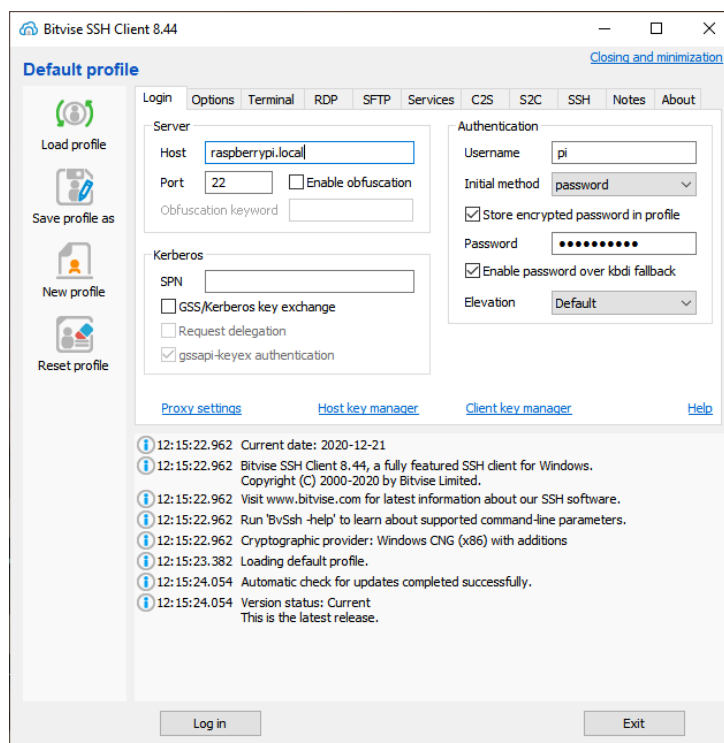 Bitvise SSH Client 8.44
Default profile
Closing and minimization
Load profile
Save profile as
New profile
Reset profile
Login Options Terminal RDP SFTP Services C2S S2C SSH Notes About
Server
Host raspberrypi.local
Port 22 Enable obfuscation
Obfuscation keyword
Kerberos
SPN
GSS/Kerberos key exchange
Request delegation
gssapi-keyex authentication
Authentication
Username pi
Initial method password
Store encrypted password in profile
Password ●●●●●●●●●●
Enable password over kbdi fallback
Elevation Default
Proxy settings Host key manager Client key manager Help
12:15:22.962 Current date: 2020-12-21
12:15:22.962 Bitvise SSH Client 8.44, a fully featured SSH client for Windows.
Copyright (C) 2000-2020 by Bitvise Limited.
12:15:22.962 Visit www.bitvise.com for latest information about our SSH software.
12:15:22.962 Run 'BvSsh -help' to learn about supported command-line parameters.
12:15:22.962 Cryptographic provider: Windows CNG (x86) with additions
12:15:23.382 Loading default profile.
12:15:24.054 Automatic check for updates completed successfully.
12:15:24.054 Version status: Current
This is the latest release.
Log in Exit